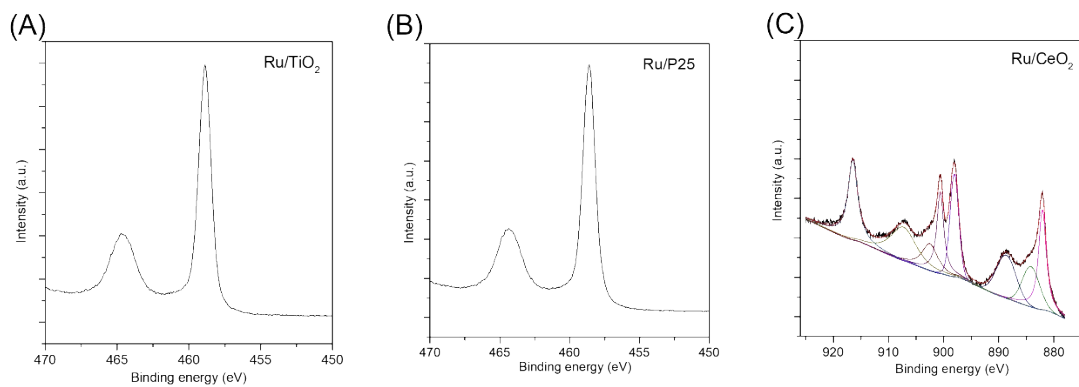 (A)
Ru/TiO₂
Intensity (a.u.)
470 465 460 455 450
Binding energy (eV)
(B)
Ru/P25
Intensity (a.u.)
470 465 460 455 450
Binding energy (eV)
(C)
Ru/CeO₂
Intensity (a.u.)
920 910 900 890 880
Binding energy (eV)